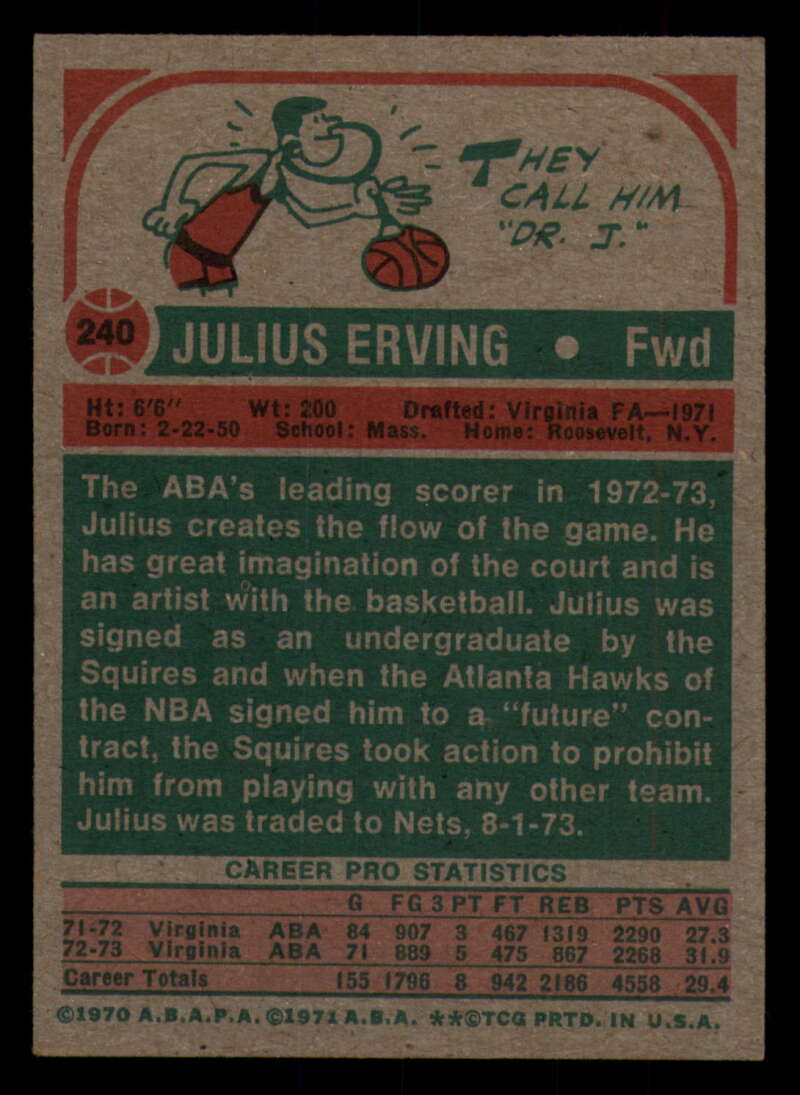 THEY
CALL HIM
"DR. J."
240 JULIUS ERVING ● Fwd
Ht: 6'6" Wt: 200 Drafted: Virginia FA—1971
Born: 2-22-50 School: Mass. Home: Roosevelt, N.Y.
The ABA's leading scorer in 1972-73,
Julius creates the flow of the game. He
has great imagination of the court and is
an artist with the basketball. Julius was
signed as an undergraduate by the
Squires and when the Atlanta Hawks of
the NBA signed him to a "future" con-
tract, the Squires took action to prohibit
him from playing with any other team.
Julius was traded to Nets, 8-1-73.
CAREER PRO STATISTICS
G FG 3PT FT REB PTS AVG
71-72 Virginia ABA 84 907 3 467 1319 2290 27.3
72-73 Virginia ABA 71 889 5 475 867 2268 31.9
Career Totals 155 1796 8 942 2186 4558 29.4
©1970 A.B.A.P.A. ©1971 A.B.A. **©TCG PRTD. IN U.S.A.